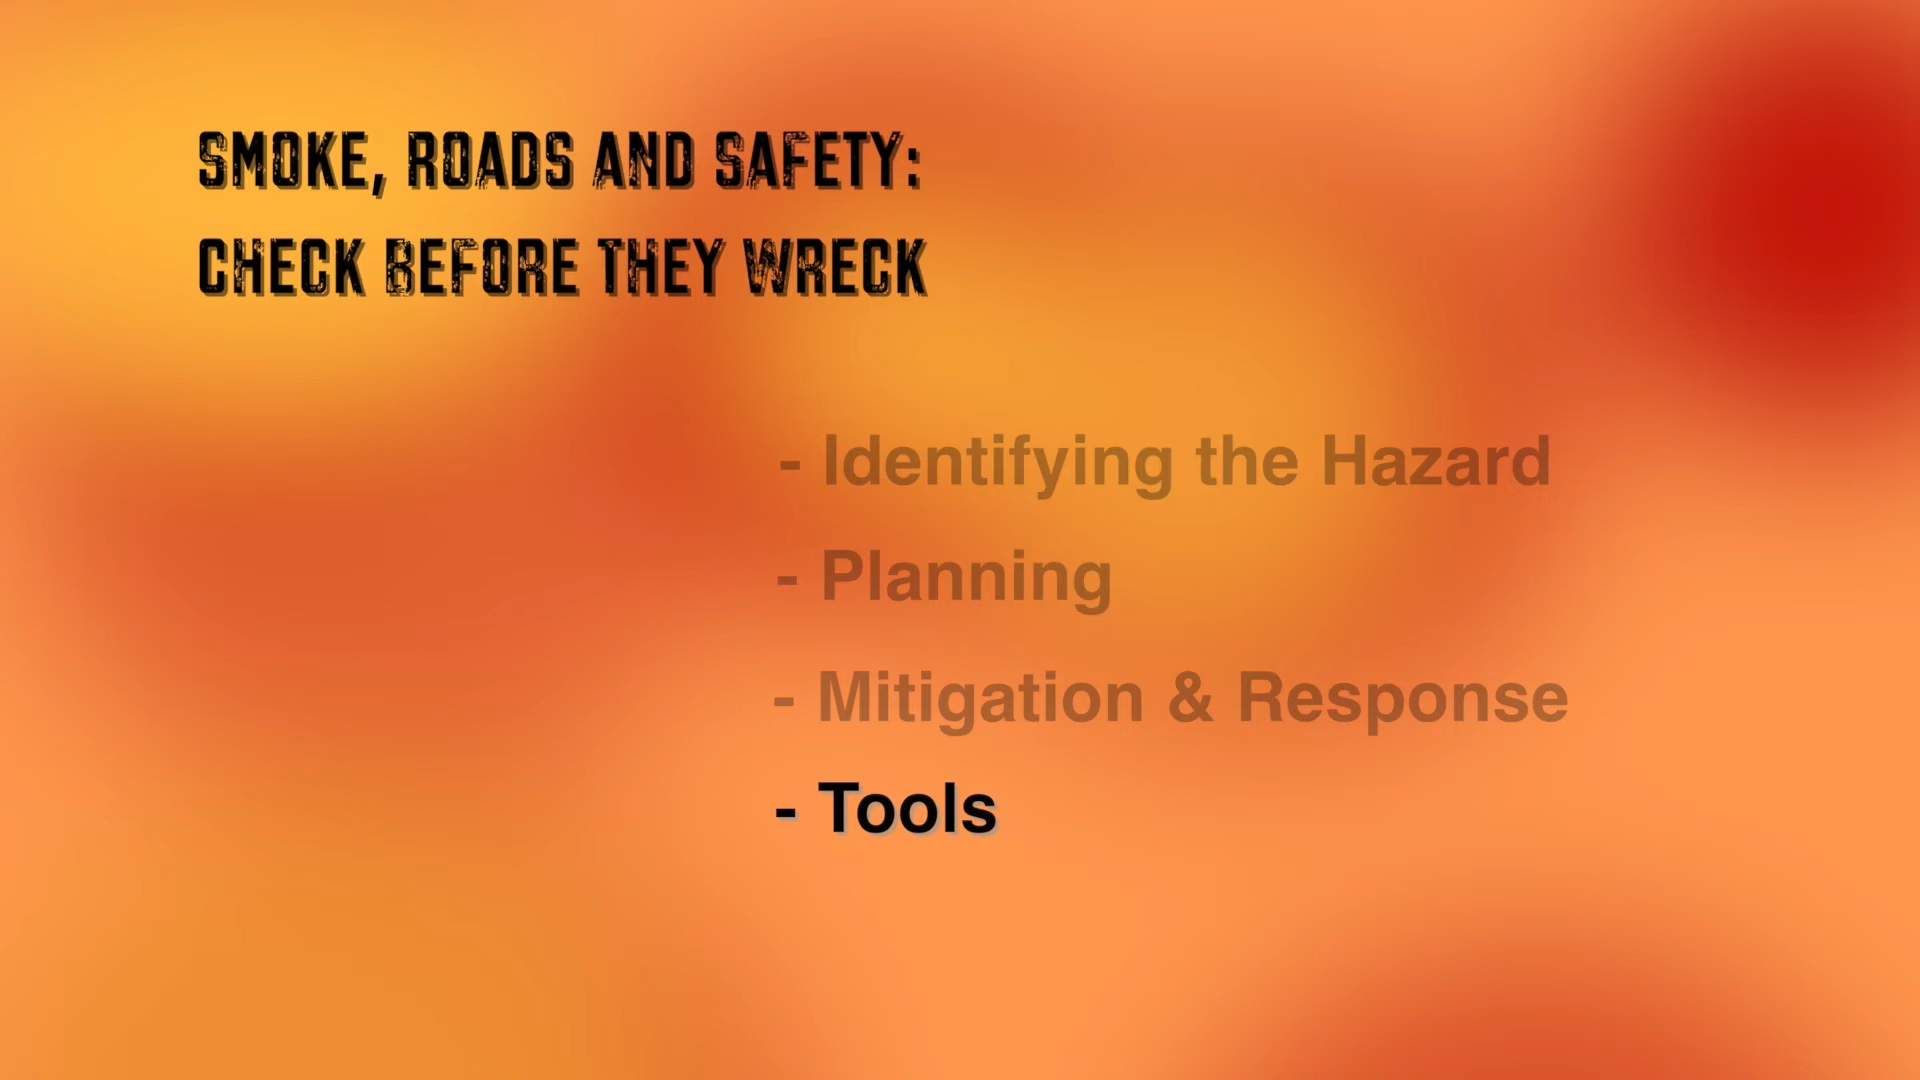 SMOKE, ROADS AND SAFETY:
CHECK BEFORE THEY WRECK
- Identifying the Hazard
- Planning
- Mitigation & Response
- Tools